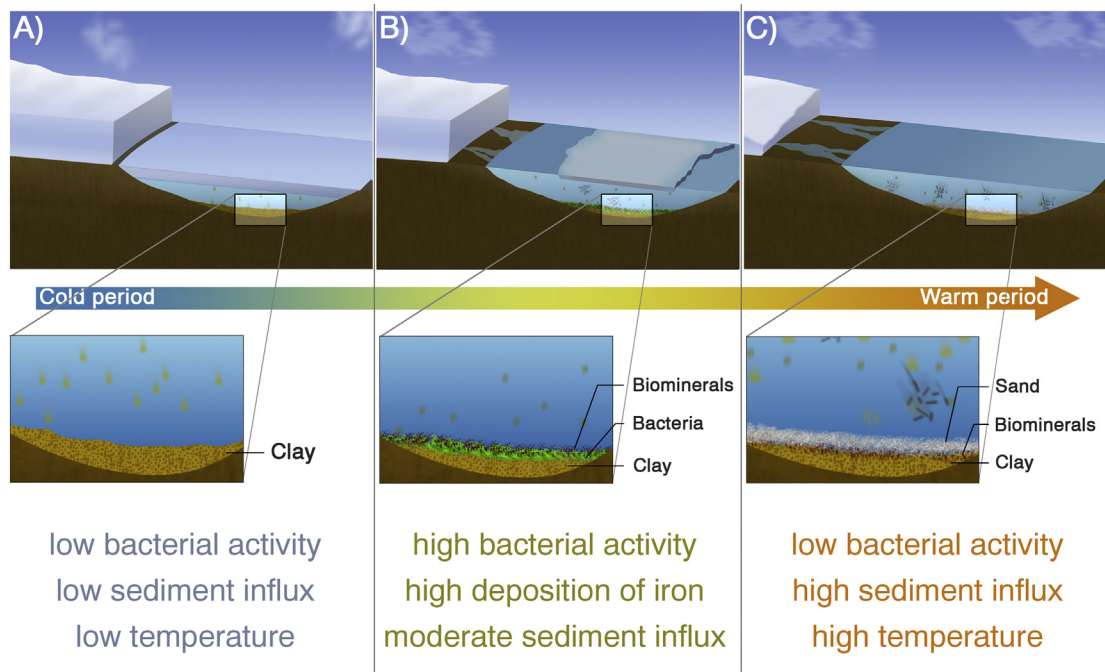 A)
B)
C)
Cold period
Warm period
Clay
Biominerals
Bacteria
Clay
Sand
Biominerals
Clay
low bacterial activity
low sediment influx
low temperature
high bacterial activity
high deposition of iron
moderate sediment influx
low bacterial activity
high sediment influx
high temperature